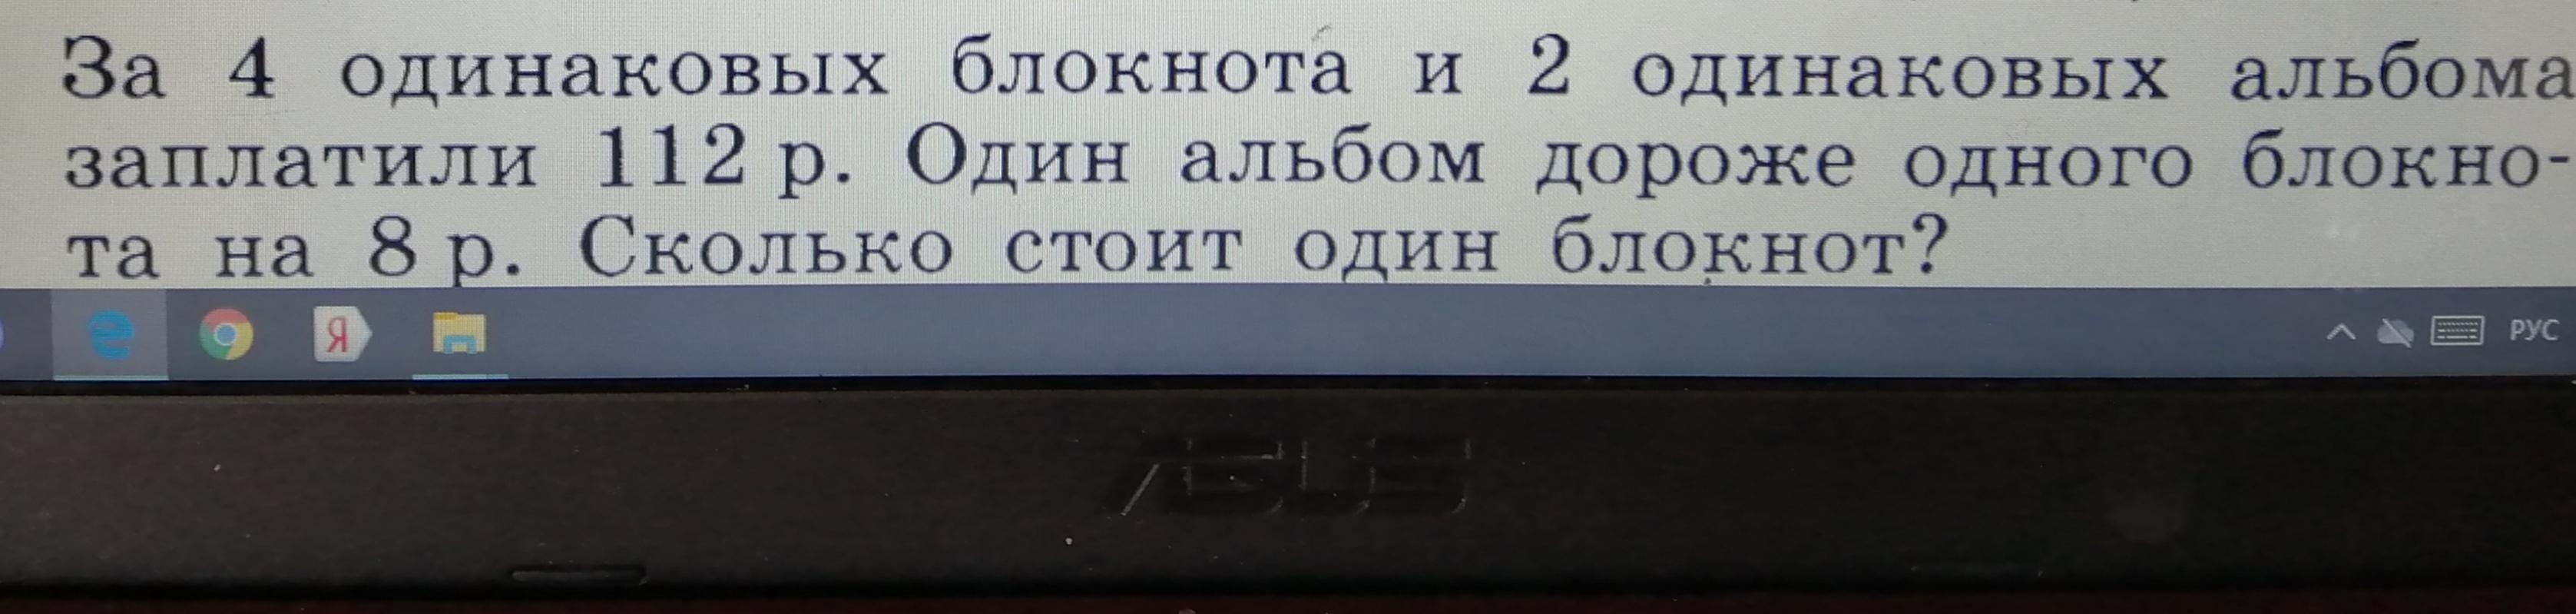 За 4 одинаковых блокнота и 2 одинаковых альбома
заплатили 112 р. Один альбом дороже одного блокно-
та на 8 р. Сколько стоит один блокнот?
Я
РУС
ASUS